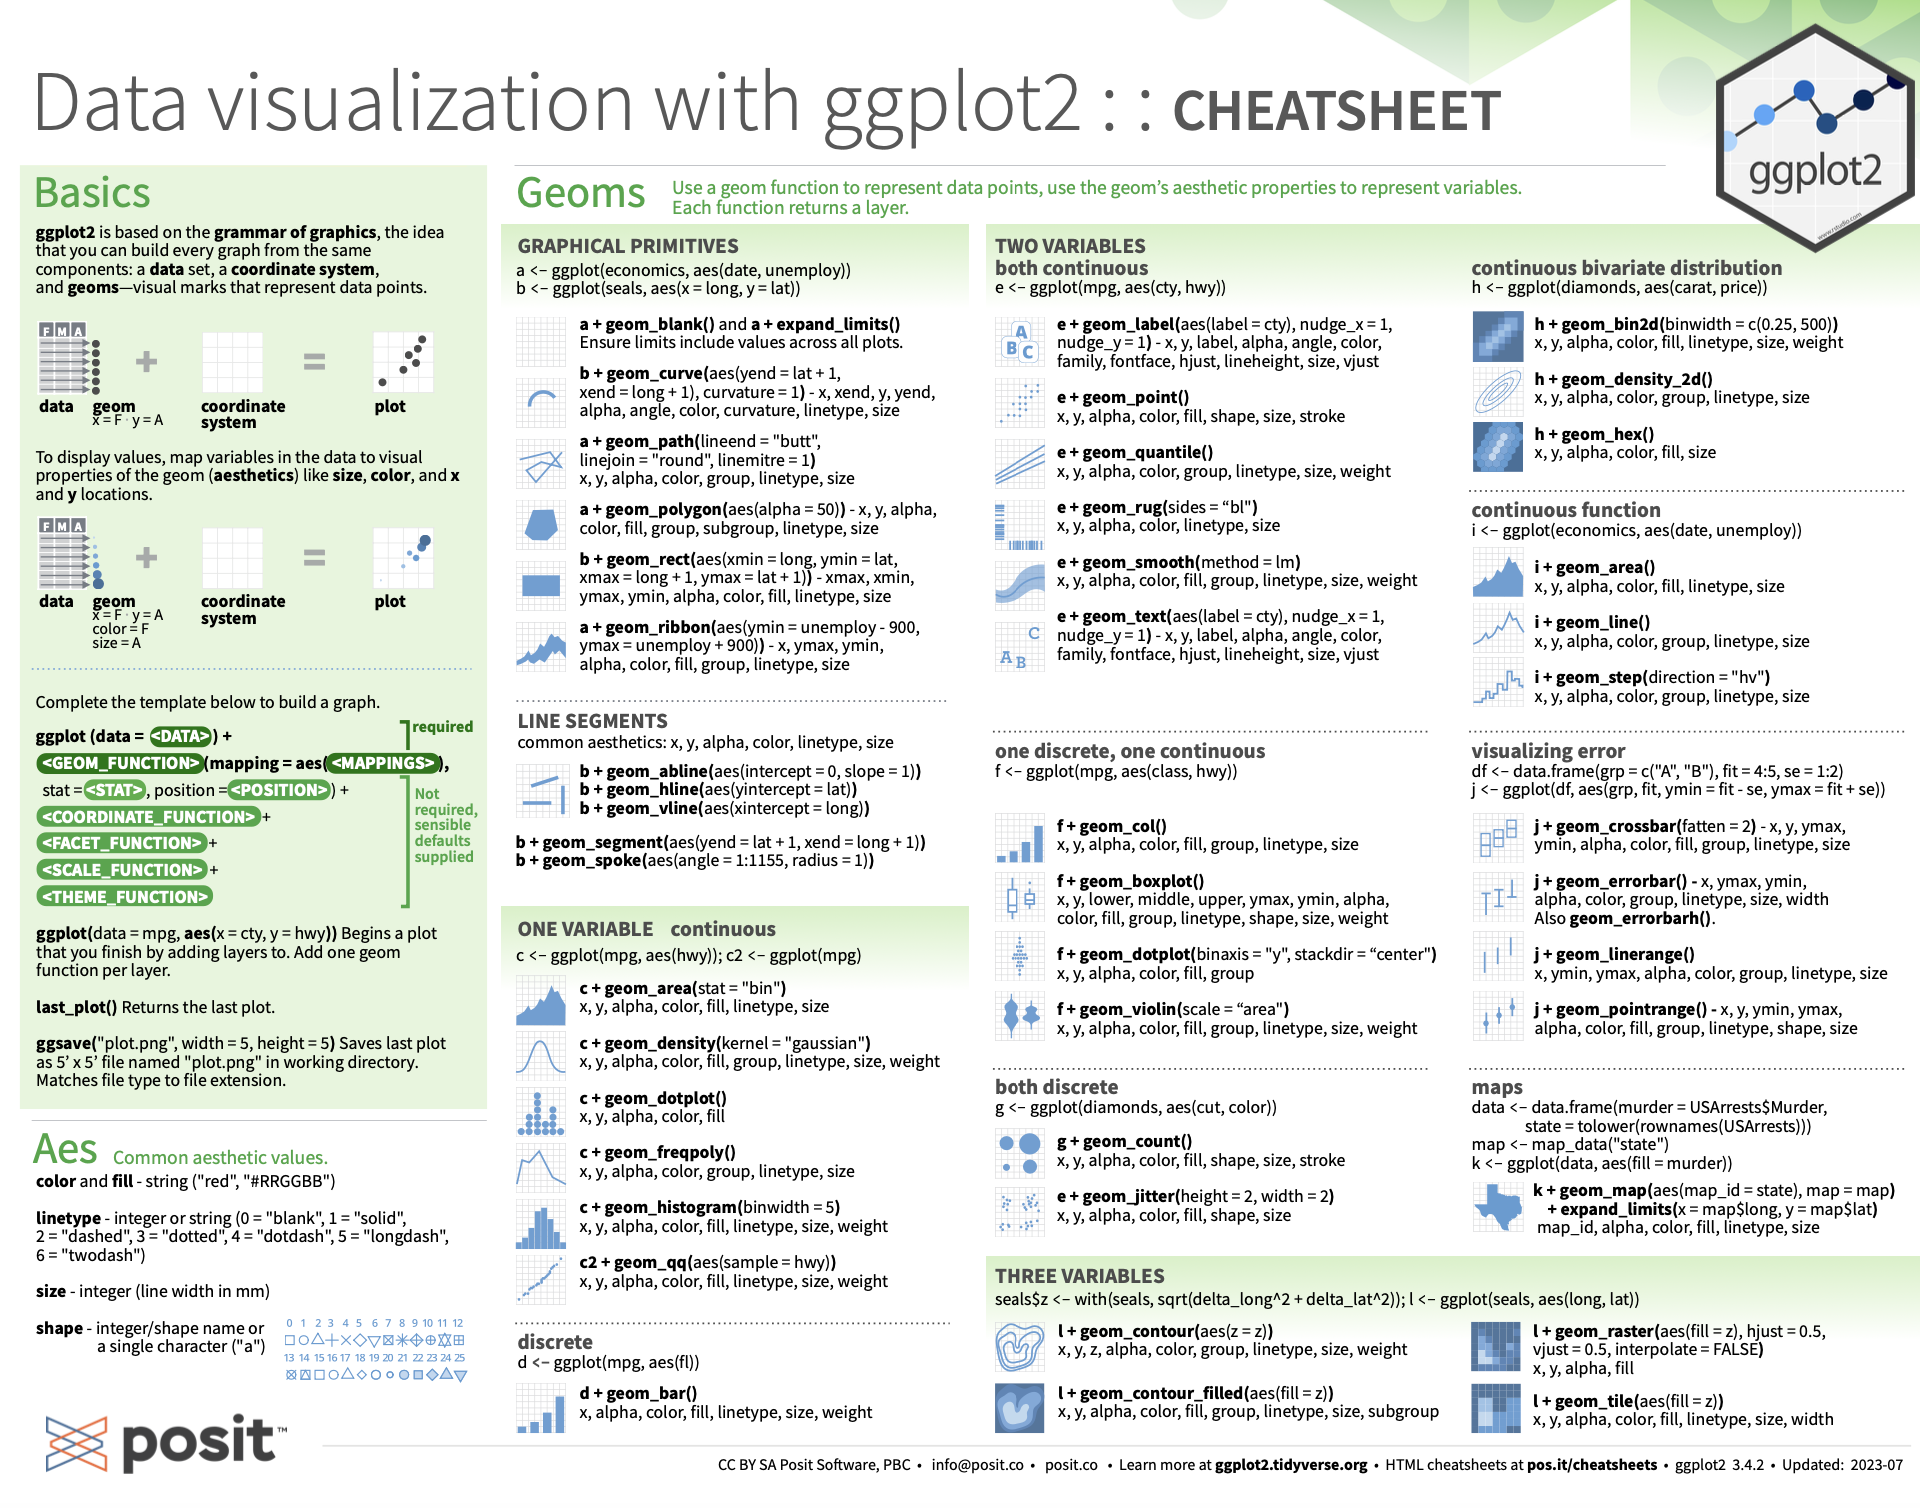 Data visualization with ggplot2 : : CHEATSHEET
ggplot2
www.rstudio.com
Basics
ggplot2 is based on the grammar of graphics, the idea
that you can build every graph from the same
components: a data set, a coordinate system,
and geoms—visual marks that represent data points.
F M A
data geom coordinate plot
x = F · y = A system
To display values, map variables in the data to visual
properties of the geom (aesthetics) like size, color, and x
and y locations.
F M A
data geom coordinate plot
x = F · y = A system
color = F
size = A
Complete the template below to build a graph.
required
ggplot (data = <DATA>) +
<GEOM_FUNCTION>(mapping = aes(<MAPPINGS>),
stat = <STAT>, position = <POSITION>) +
<COORDINATE_FUNCTION> +
<FACET_FUNCTION> +
<SCALE_FUNCTION> +
<THEME_FUNCTION>
Not
required,
sensible
defaults
supplied
ggplot(data = mpg, aes(x = cty, y = hwy)) Begins a plot
that you finish by adding layers to. Add one geom
function per layer.
last_plot() Returns the last plot.
ggsave("plot.png", width = 5, height = 5) Saves last plot
as 5’ x 5’ file named "plot.png" in working directory.
Matches file type to file extension.
Aes Common aesthetic values.
color and fill - string ("red", "#RRGGBB")
linetype - integer or string (0 = "blank", 1 = "solid",
2 = "dashed", 3 = "dotted", 4 = "dotdash", 5 = "longdash",
6 = "twodash")
size - integer (line width in mm)
shape - integer/shape name or
a single character ("a")
0 1 2 3 4 5 6 7 8 9 10 11 12
13 14 15 16 17 18 19 20 21 22 23 24 25
posit™
Geoms Use a geom function to represent data points, use the geom’s aesthetic properties to represent variables.
Each function returns a layer.
GRAPHICAL PRIMITIVES
a <- ggplot(economics, aes(date, unemploy))
b <- ggplot(seals, aes(x = long, y = lat))
a + geom_blank() and a + expand_limits()
Ensure limits include values across all plots.
b + geom_curve(aes(yend = lat + 1,
xend = long + 1), curvature = 1) - x, xend, y, yend,
alpha, angle, color, curvature, linetype, size
a + geom_path(lineend = "butt",
linejoin = "round", linemitre = 1)
x, y, alpha, color, group, linetype, size
a + geom_polygon(aes(alpha = 50)) - x, y, alpha,
color, fill, group, subgroup, linetype, size
b + geom_rect(aes(xmin = long, ymin = lat,
xmax = long + 1, ymax = lat + 1)) - xmax, xmin,
ymax, ymin, alpha, color, fill, linetype, size
a + geom_ribbon(aes(ymin = unemploy - 900,
ymax = unemploy + 900)) - x, ymax, ymin,
alpha, color, fill, group, linetype, size
LINE SEGMENTS
common aesthetics: x, y, alpha, color, linetype, size
b + geom_abline(aes(intercept = 0, slope = 1))
b + geom_hline(aes(yintercept = lat))
b + geom_vline(aes(xintercept = long))
b + geom_segment(aes(yend = lat + 1, xend = long + 1))
b + geom_spoke(aes(angle = 1:1155, radius = 1))
ONE VARIABLE continuous
c <- ggplot(mpg, aes(hwy)); c2 <- ggplot(mpg)
c + geom_area(stat = "bin")
x, y, alpha, color, fill, linetype, size
c + geom_density(kernel = "gaussian")
x, y, alpha, color, fill, group, linetype, size, weight
c + geom_dotplot()
x, y, alpha, color, fill
c + geom_freqpoly()
x, y, alpha, color, group, linetype, size
c + geom_histogram(binwidth = 5)
x, y, alpha, color, fill, linetype, size, weight
c2 + geom_qq(aes(sample = hwy))
x, y, alpha, color, fill, linetype, size, weight
discrete
d <- ggplot(mpg, aes(fl))
d + geom_bar()
x, alpha, color, fill, linetype, size, weight
TWO VARIABLES
both continuous
e <- ggplot(mpg, aes(cty, hwy))
A
B C
e + geom_label(aes(label = cty), nudge_x = 1,
nudge_y = 1) - x, y, label, alpha, angle, color,
family, fontface, hjust, lineheight, size, vjust
e + geom_point()
x, y, alpha, color, fill, shape, size, stroke
e + geom_quantile()
x, y, alpha, color, group, linetype, size, weight
e + geom_rug(sides = “bl")
x, y, alpha, color, linetype, size
e + geom_smooth(method = lm)
x, y, alpha, color, fill, group, linetype, size, weight
C
A B
e + geom_text(aes(label = cty), nudge_x = 1,
nudge_y = 1) - x, y, label, alpha, angle, color,
family, fontface, hjust, lineheight, size, vjust
one discrete, one continuous
f <- ggplot(mpg, aes(class, hwy))
f + geom_col()
x, y, alpha, color, fill, group, linetype, size
f + geom_boxplot()
x, y, lower, middle, upper, ymax, ymin, alpha,
color, fill, group, linetype, shape, size, weight
f + geom_dotplot(binaxis = "y", stackdir = “center")
x, y, alpha, color, fill, group
f + geom_violin(scale = “area")
x, y, alpha, color, fill, group, linetype, size, weight
both discrete
g <- ggplot(diamonds, aes(cut, color))
g + geom_count()
x, y, alpha, color, fill, shape, size, stroke
e + geom_jitter(height = 2, width = 2)
x, y, alpha, color, fill, shape, size
continuous bivariate distribution
h <- ggplot(diamonds, aes(carat, price))
h + geom_bin2d(binwidth = c(0.25, 500))
x, y, alpha, color, fill, linetype, size, weight
h + geom_density_2d()
x, y, alpha, color, group, linetype, size
h + geom_hex()
x, y, alpha, color, fill, size
continuous function
i <- ggplot(economics, aes(date, unemploy))
i + geom_area()
x, y, alpha, color, fill, linetype, size
i + geom_line()
x, y, alpha, color, group, linetype, size
i + geom_step(direction = "hv")
x, y, alpha, color, group, linetype, size
visualizing error
df <- data.frame(grp = c("A", "B"), fit = 4:5, se = 1:2)
j <- ggplot(df, aes(grp, fit, ymin = fit - se, ymax = fit + se))
j + geom_crossbar(fatten = 2) - x, y, ymax,
ymin, alpha, color, fill, group, linetype, size
j + geom_errorbar() - x, ymax, ymin,
alpha, color, group, linetype, size, width
Also geom_errorbarh().
j + geom_linerange()
x, ymin, ymax, alpha, color, group, linetype, size
j + geom_pointrange() - x, y, ymin, ymax,
alpha, color, fill, group, linetype, shape, size
maps
data <- data.frame(murder = USArrests$Murder,
state = tolower(rownames(USArrests)))
map <- map_data("state")
k <- ggplot(data, aes(fill = murder))
k + geom_map(aes(map_id = state), map = map)
+ expand_limits(x = map$long, y = map$lat)
map_id, alpha, color, fill, linetype, size
THREE VARIABLES
seals$z <- with(seals, sqrt(delta_long^2 + delta_lat^2)); l <- ggplot(seals, aes(long, lat))
l + geom_contour(aes(z = z))
x, y, z, alpha, color, group, linetype, size, weight
l + geom_contour_filled(aes(fill = z))
x, y, alpha, color, fill, group, linetype, size, subgroup
l + geom_raster(aes(fill = z), hjust = 0.5,
vjust = 0.5, interpolate = FALSE)
x, y, alpha, fill
l + geom_tile(aes(fill = z))
x, y, alpha, color, fill, linetype, size, width
CC BY SA Posit Software, PBC • info@posit.co • posit.co • Learn more at ggplot2.tidyverse.org • HTML cheatsheets at pos.it/cheatsheets • ggplot2 3.4.2 • Updated: 2023-07